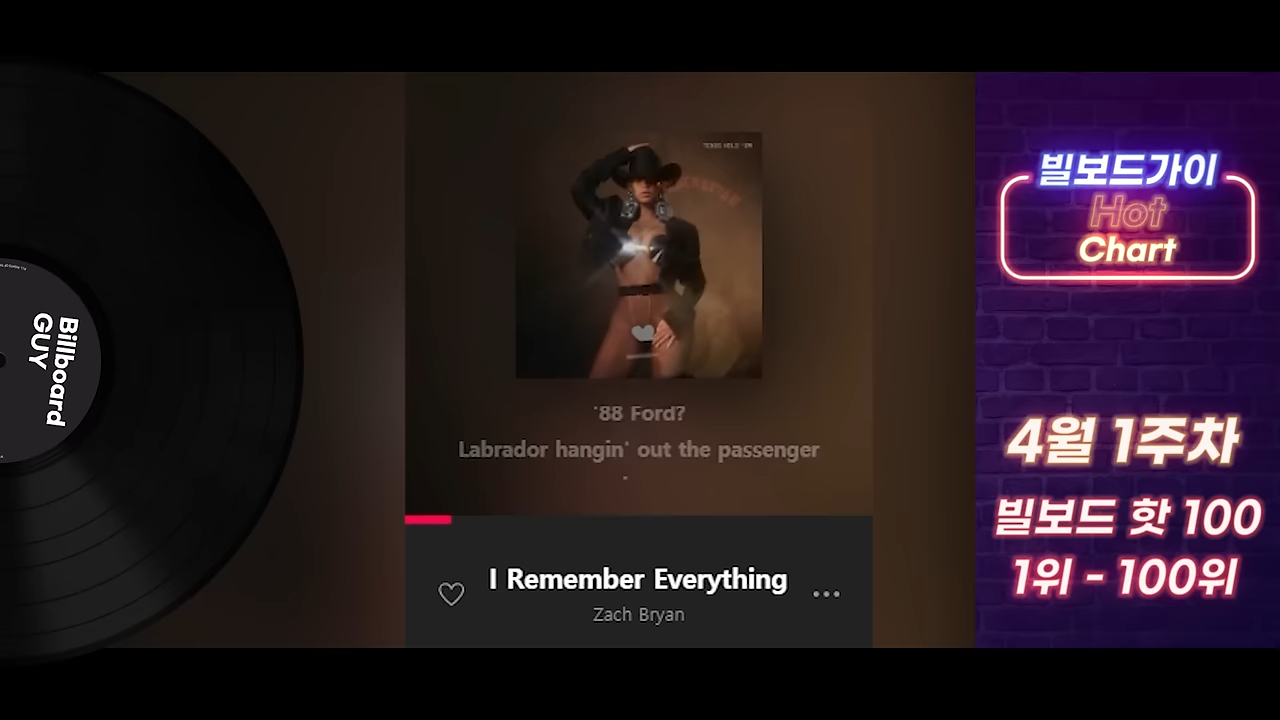 Billboard
GUY
TEXAS HOLD 'EM
'88 Ford?
Labrador hangin' out the passenger
I Remember Everything
Zach Bryan
빌보드가이
Hot
Chart
4월 1주차
빌보드 핫 100
1위 - 100위